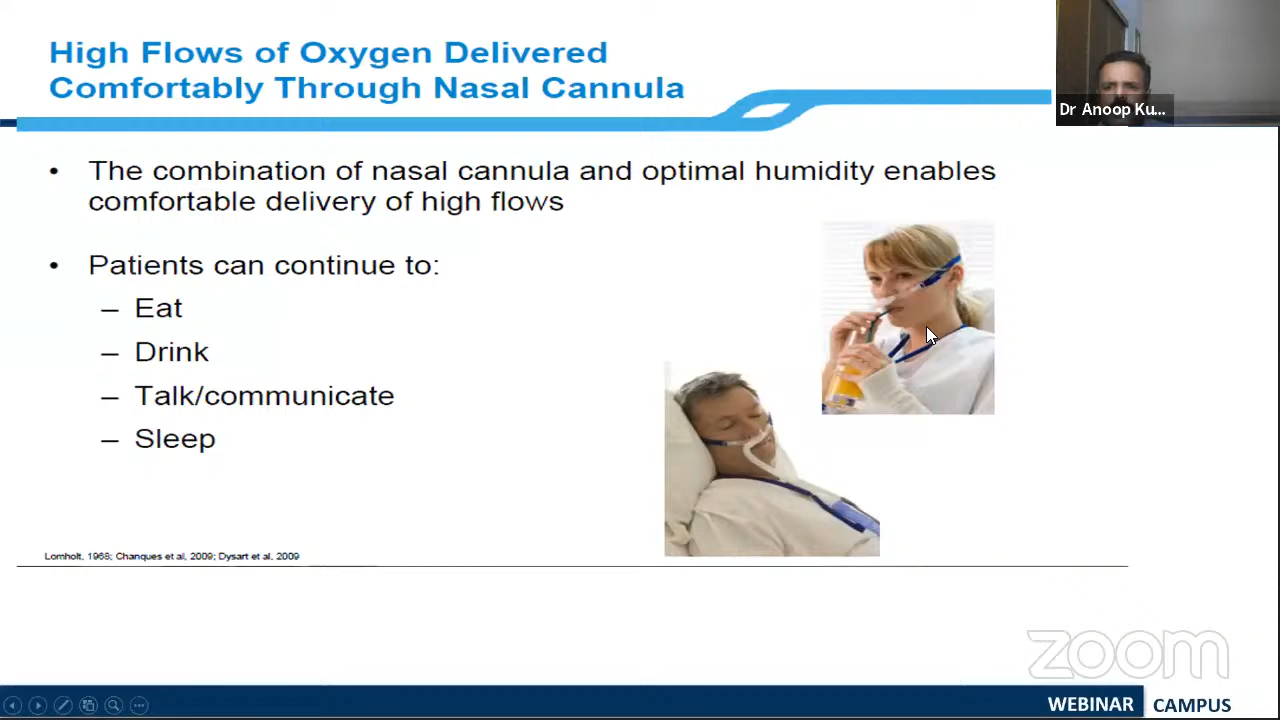 High Flows of Oxygen Delivered
Comfortably Through Nasal Cannula
Dr Anoop Ku...
• The combination of nasal cannula and optimal humidity enables
comfortable delivery of high flows
• Patients can continue to:
– Eat
– Drink
– Talk/communicate
– Sleep
Lomholt, 1968; Chanques et al, 2009; Dysart et al, 2009
zoom
WEBINAR CAMPUS